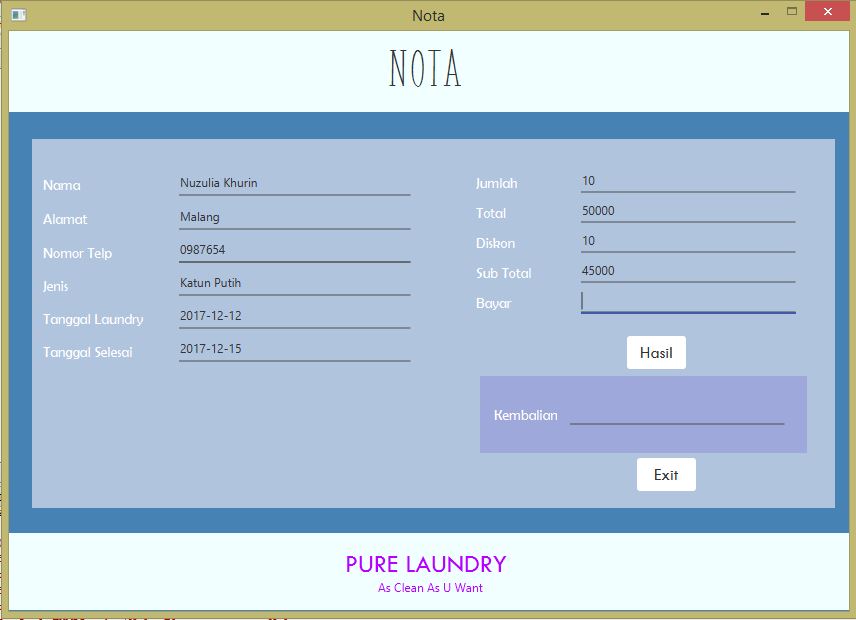 Nota
NOTA
Nama Nuzulia Khurin
Alamat Malang
Nomor Telp 0987654
Jenis Katun Putih
Tanggal Laundry 2017-12-12
Tanggal Selesai 2017-12-15
Jumlah 10
Total 50000
Diskon 10
Sub Total 45000
Bayar
Hasil
Kembalian
Exit
PURE LAUNDRY
As Clean As U Want